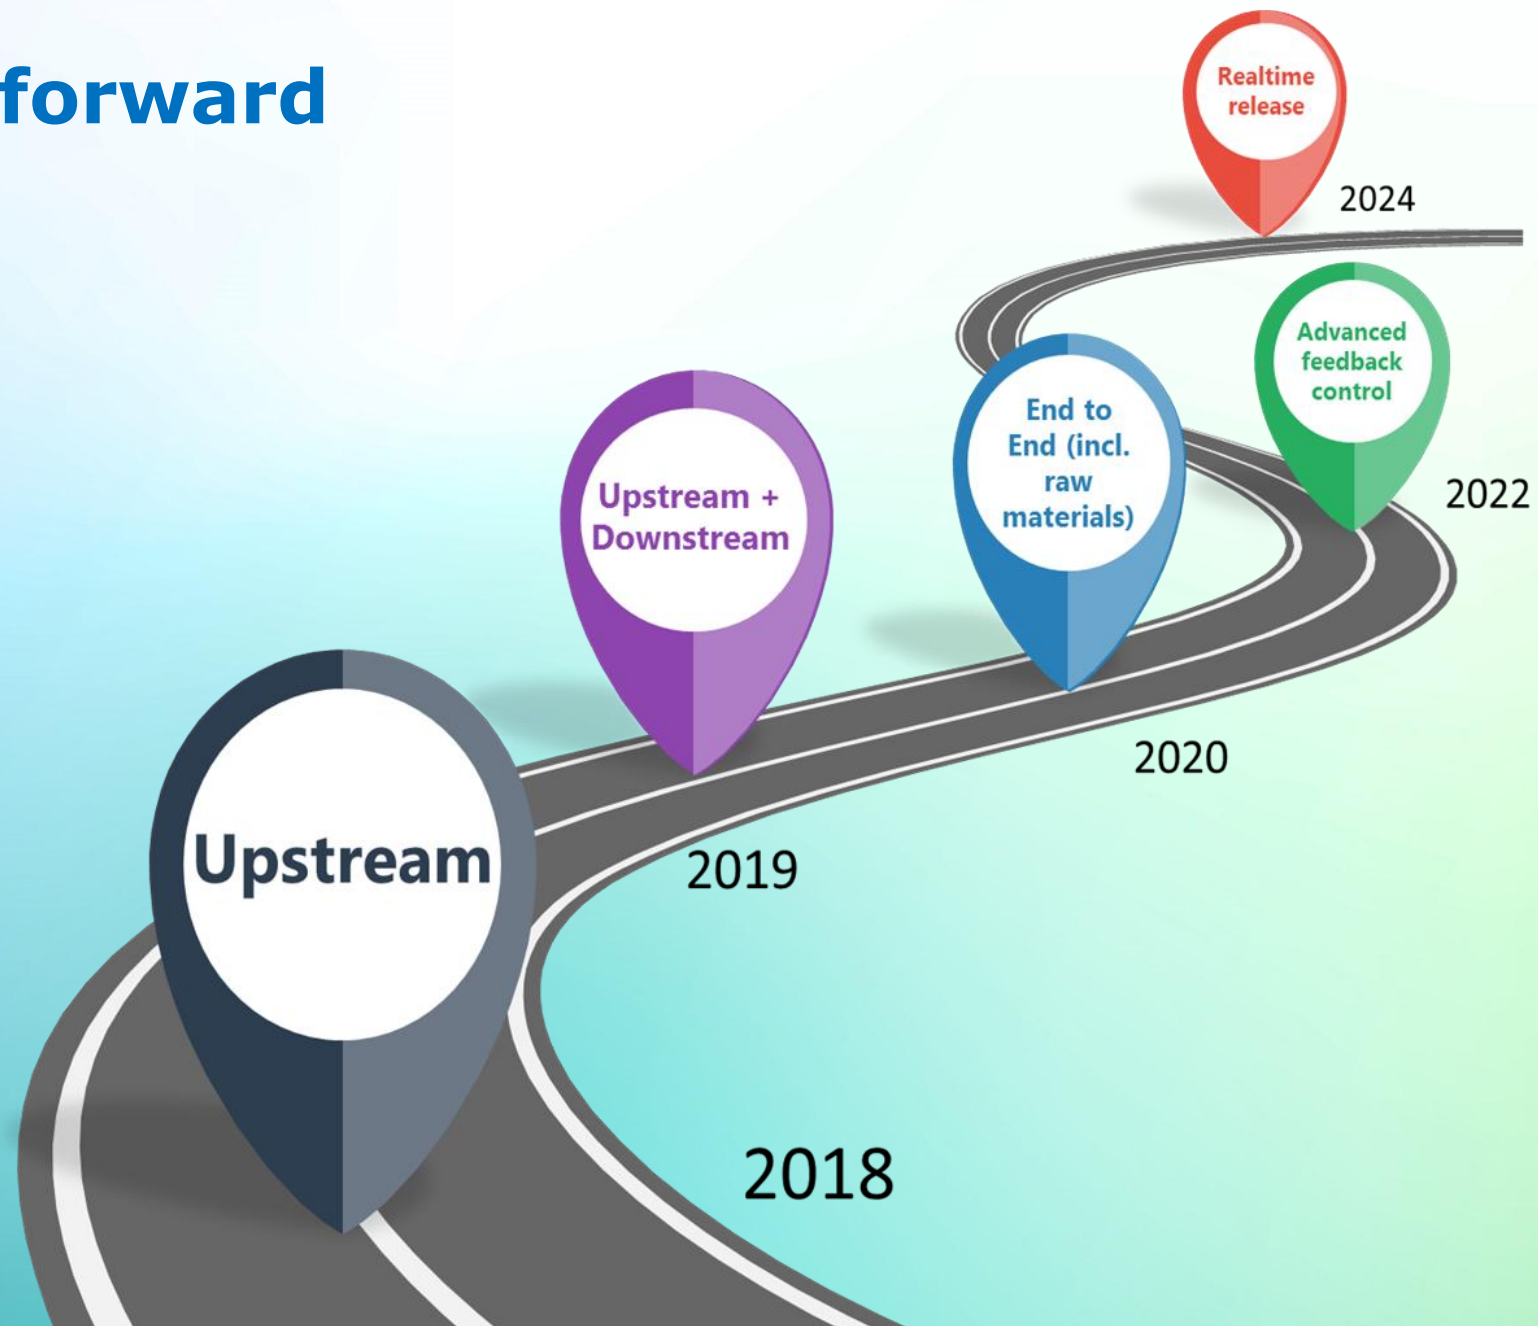 forward
Realtime
release
2024
Advanced
feedback
control
2022
End to
End (incl.
raw
materials)
2020
Upstream +
Downstream
2019
Upstream
2018